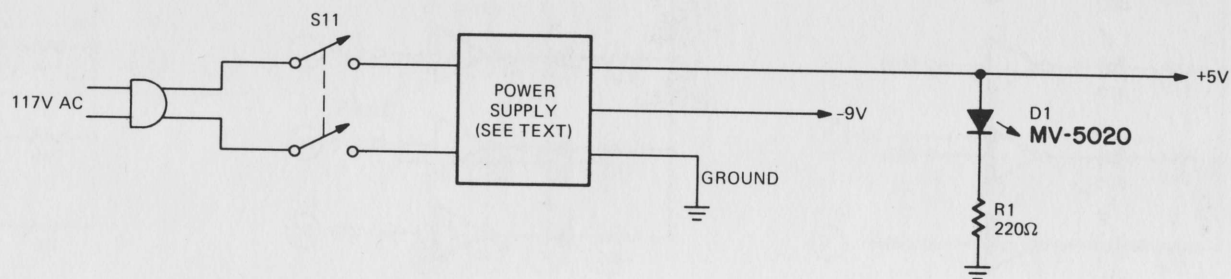 S11
117V AC
POWER
SUPPLY
(SEE TEXT)
+5V
-9V
D1
MV-5020
GROUND
R1
220Ω